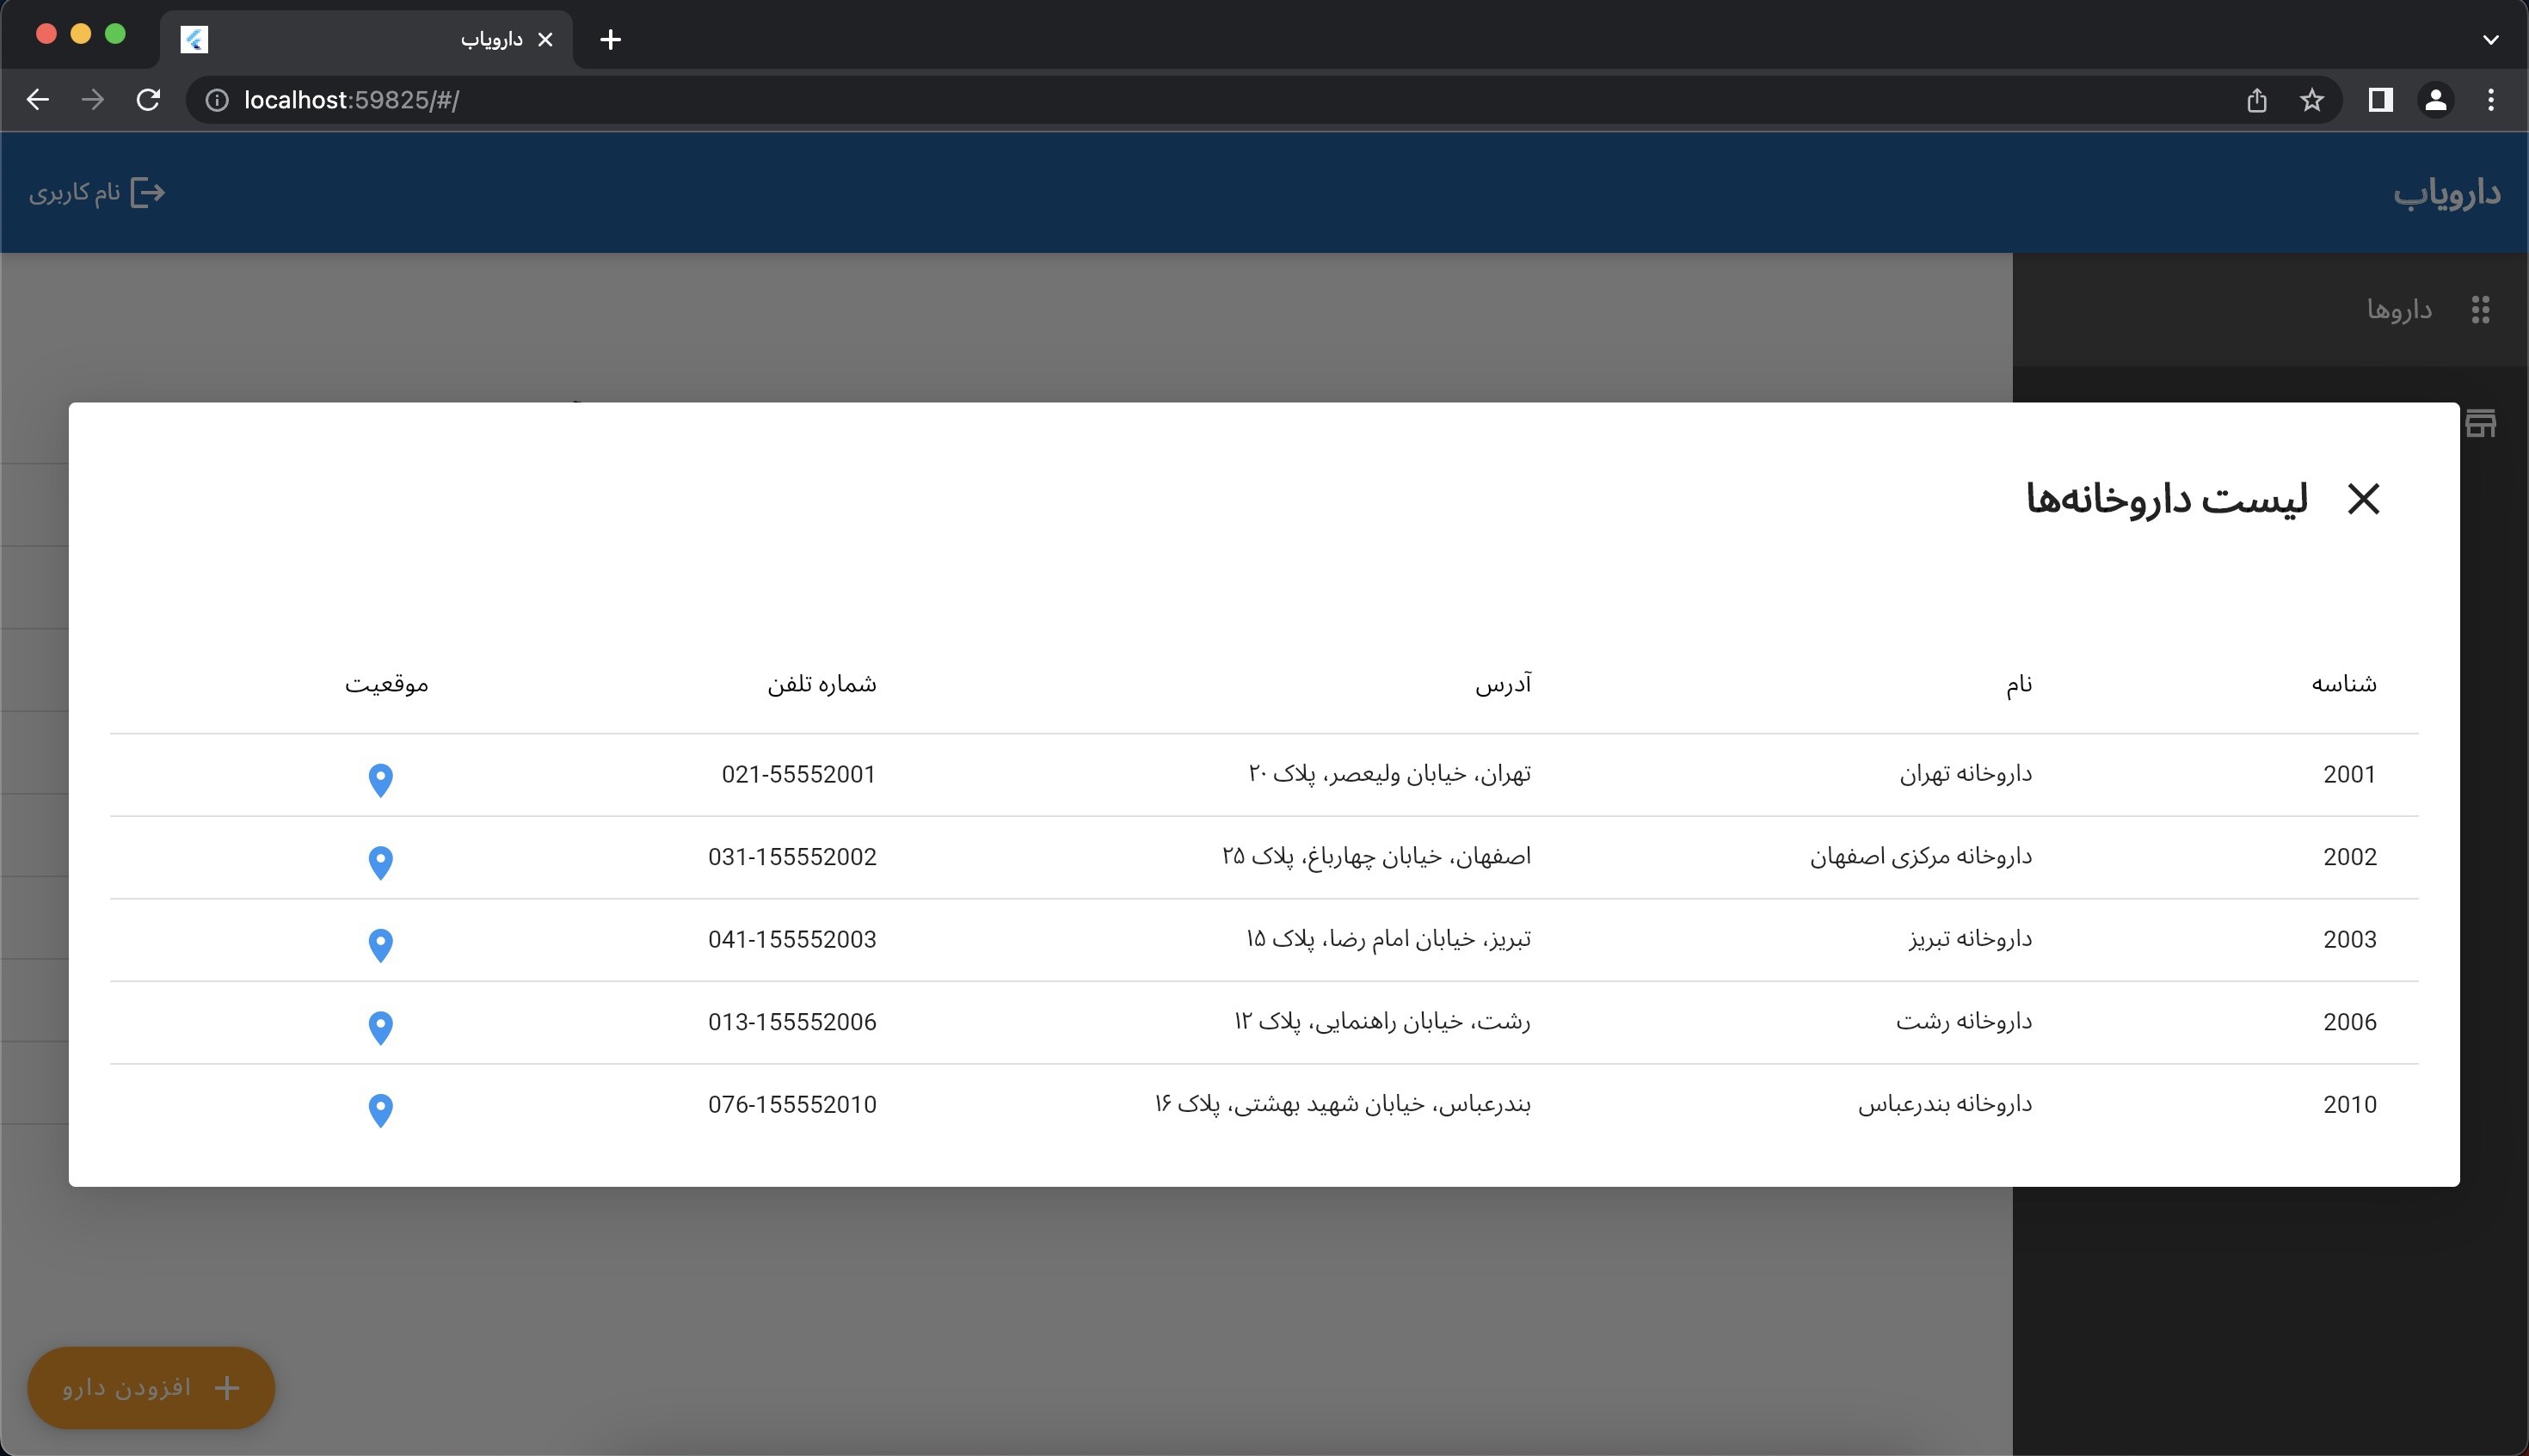 دارویاب
localhost:59825/#/
دارویاب
نام کاربری
داروها
لیست داروخانه‌ها
شناسه نام آدرس شماره تلفن موقعیت
2001 داروخانه تهران تهران، خیابان ولیعصر، پلاک ۲۰ 021-55552001
2002 داروخانه مرکزی اصفهان اصفهان، خیابان چهارباغ، پلاک ۲۵ 031-155552002
2003 داروخانه تبریز تبریز، خیابان امام رضا، پلاک ۱۵ 041-155552003
2006 داروخانه رشت رشت، خیابان راهنمایی، پلاک ۱۲ 013-155552006
2010 داروخانه بندرعباس بندرعباس، خیابان شهید بهشتی، پلاک ۱۶ 076-155552010
افزودن دارو